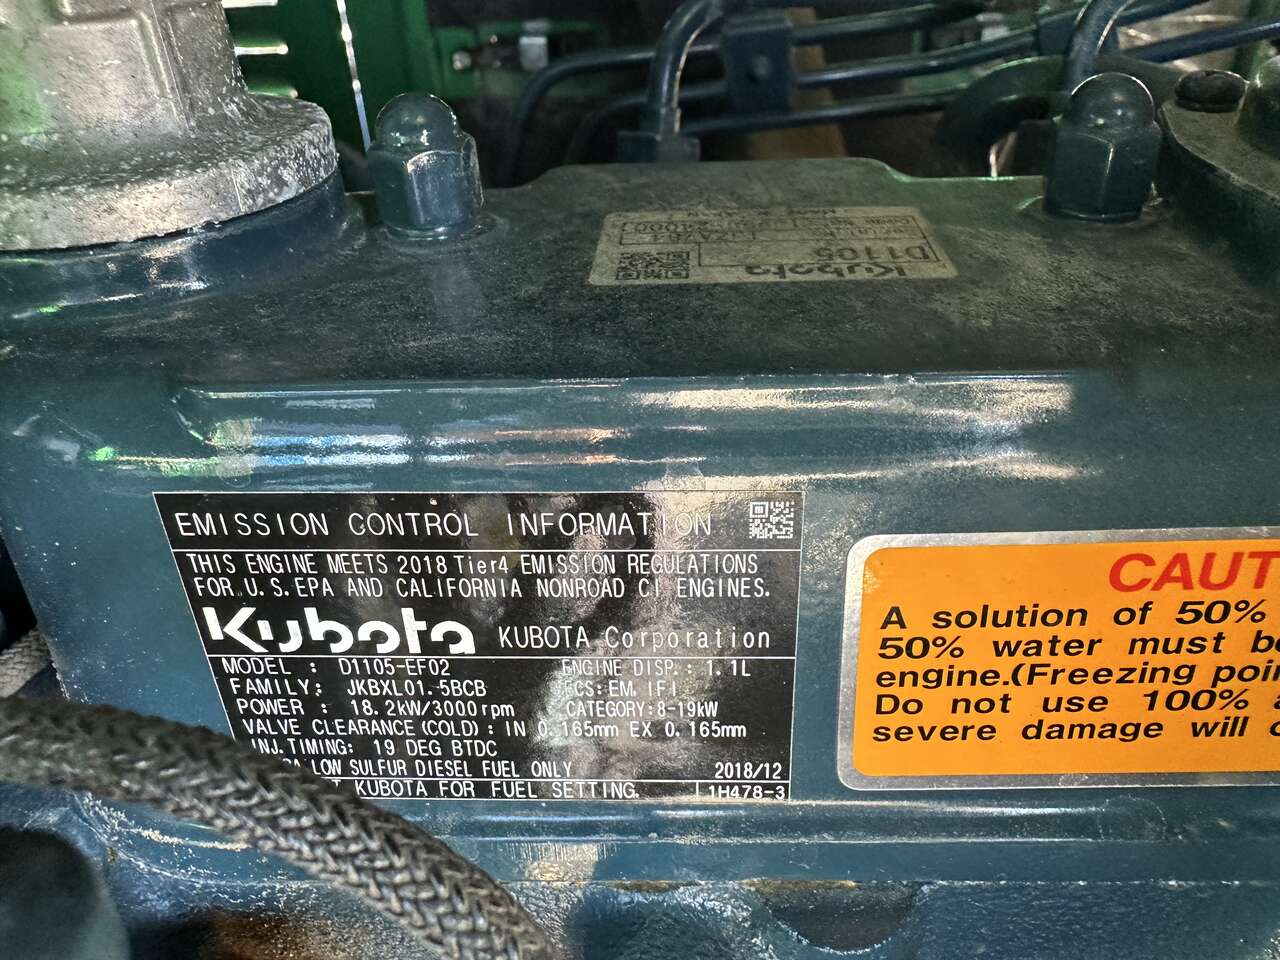 Kubota
D1105
EMISSION CONTROL INFORMATION
THIS ENGINE MEETS 2018 Tier4 EMISSION REGULATIONS
FOR U.S.EPA AND CALIFORNIA NONROAD CI ENGINES.
Kubota KUBOTA Corporation
MODEL : D1105-EF02 ENGINE DISP.: 1.1L
FAMILY: JKBXL01.5BCB ECS: EM, IFI
POWER : 18.2kW/3000rpm CATEGORY: 8-19kW
VALVE CLEARANCE(COLD) : IN 0.165mm EX 0.165mm
INJ.TIMING: 19 DEG BTDC
LOW SULFUR DIESEL FUEL ONLY 2018/12
KUBOTA FOR FUEL SETTING. 1H478-3
CAUT
A solution of 50%
50% water must be
engine.(Freezing poin
Do not use 100%
severe damage will